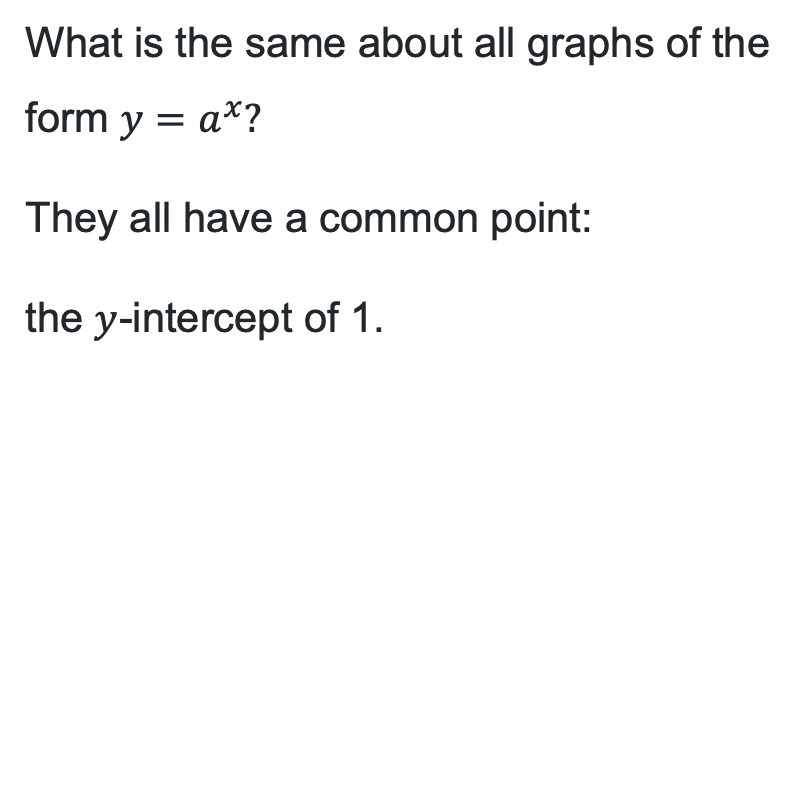 What is the same about all graphs of the
form y = aˣ?
They all have a common point:
the y-intercept of 1.